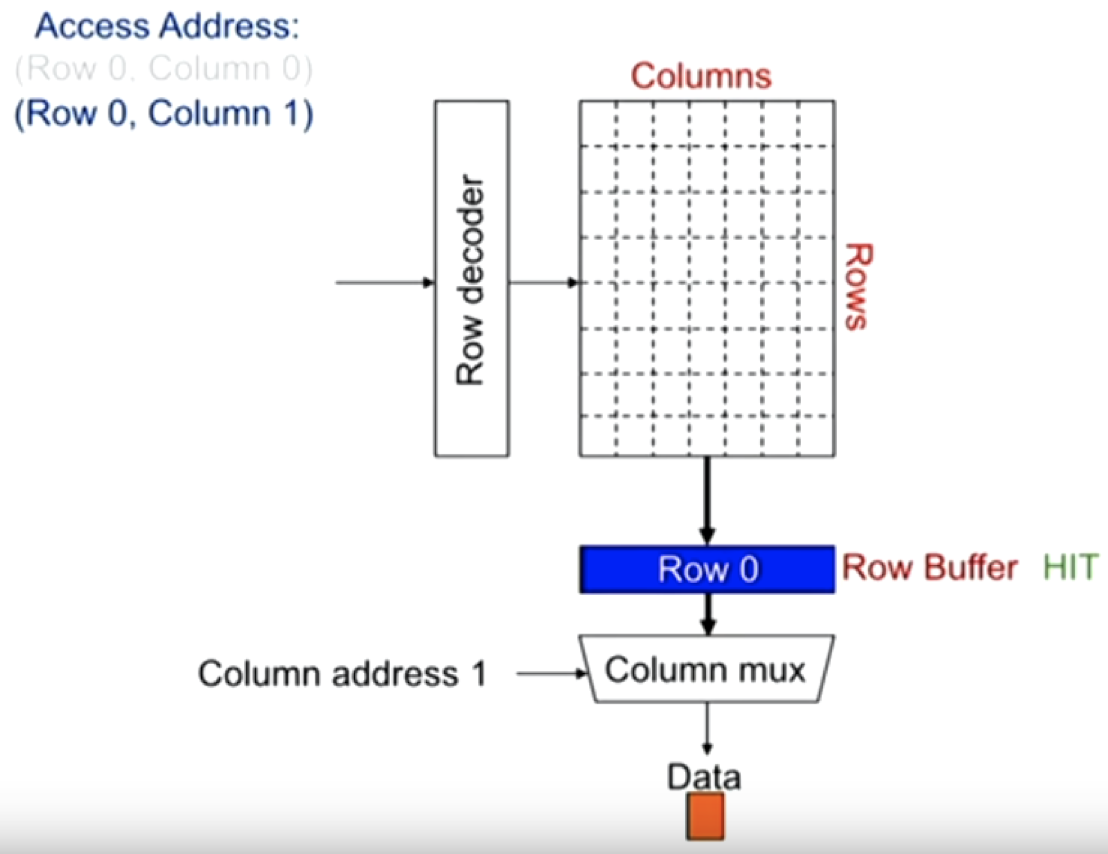 Access Address:
(Row 0, Column 0)
(Row 0, Column 1)
Columns
Row decoder
Rows
Row 0
Row Buffer HIT
Column address 1
Column mux
Data